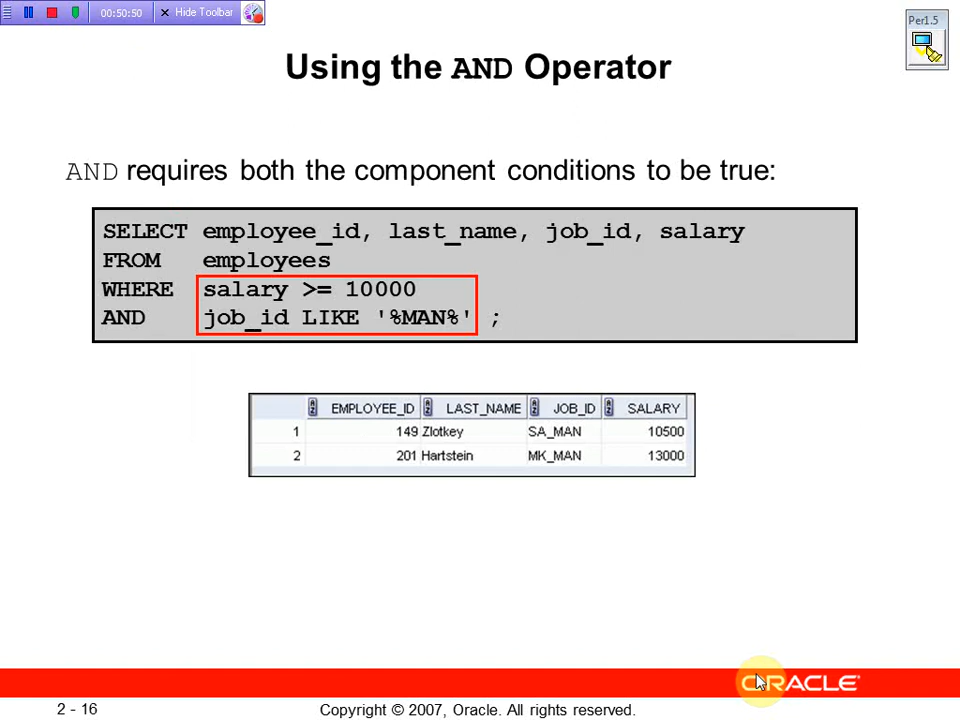 00:50:50 Hide Toolbar
Per1.5
Using the AND Operator
AND requires both the component conditions to be true:
SELECT employee_id, last_name, job_id, salary
FROM employees
WHERE salary >= 10000
AND job_id LIKE '%MAN%' ;
EMPLOYEE_ID LAST_NAME JOB_ID SALARY
1 149 Zlotkey SA_MAN 10500
2 201 Hartstein MK_MAN 13000
ORACLE
2 - 16
Copyright © 2007, Oracle. All rights reserved.